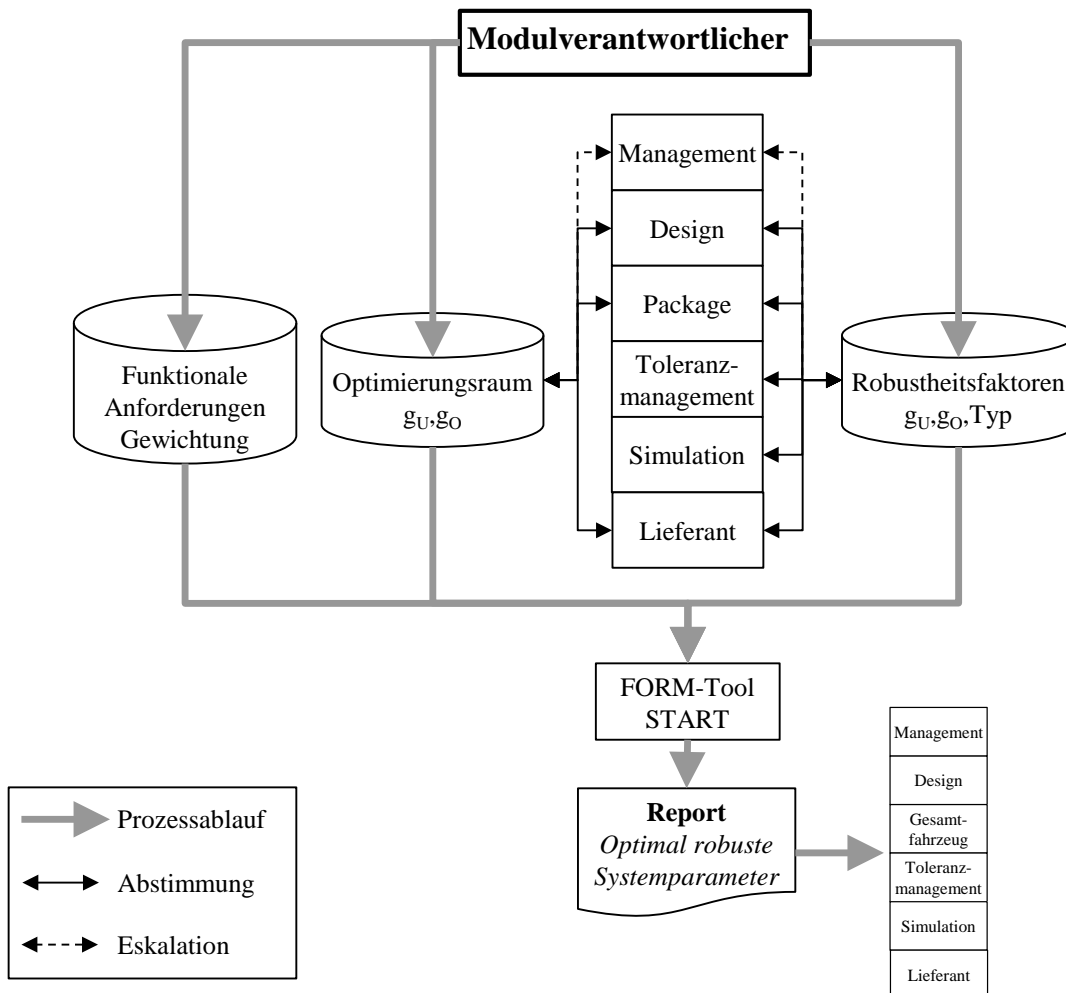 Modulverantwortlicher
Management
Design
Package
Toleranz-
management
Simulation
Lieferant
Funktionale
Anforderungen
Gewichtung
Optimierungsraum
gU,gO
Robustheitsfaktoren
gU,gO,Typ
FORM-Tool
START
Report
Optimal robuste
Systemparameter
Management
Design
Gesamt-
fahrzeug
Toleranz-
management
Simulation
Lieferant
Prozessablauf
Abstimmung
Eskalation